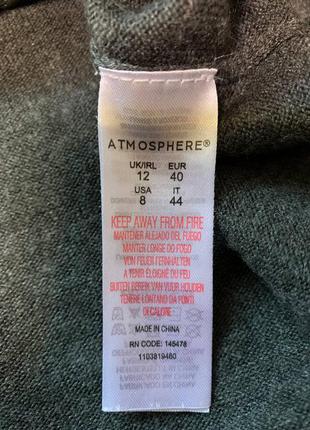 ATMOSPHERE®
UK/IRL EUR
12 40
USA IT
8 44
KEEP AWAY FROM FIRE
MANTENER ALEJADO DEL FUEGO
MANTER LONGE DO FOGO
VON FEUER FERNHALTEN
A TENIR ÉLOIGNÉ DU FEU
BUITEN BEREIK VAN VUUR HOUDEN
TENERE LONTANO DA FONTI
DI CALORE
MADE IN CHINA
RN CODE: 145478
1103819460